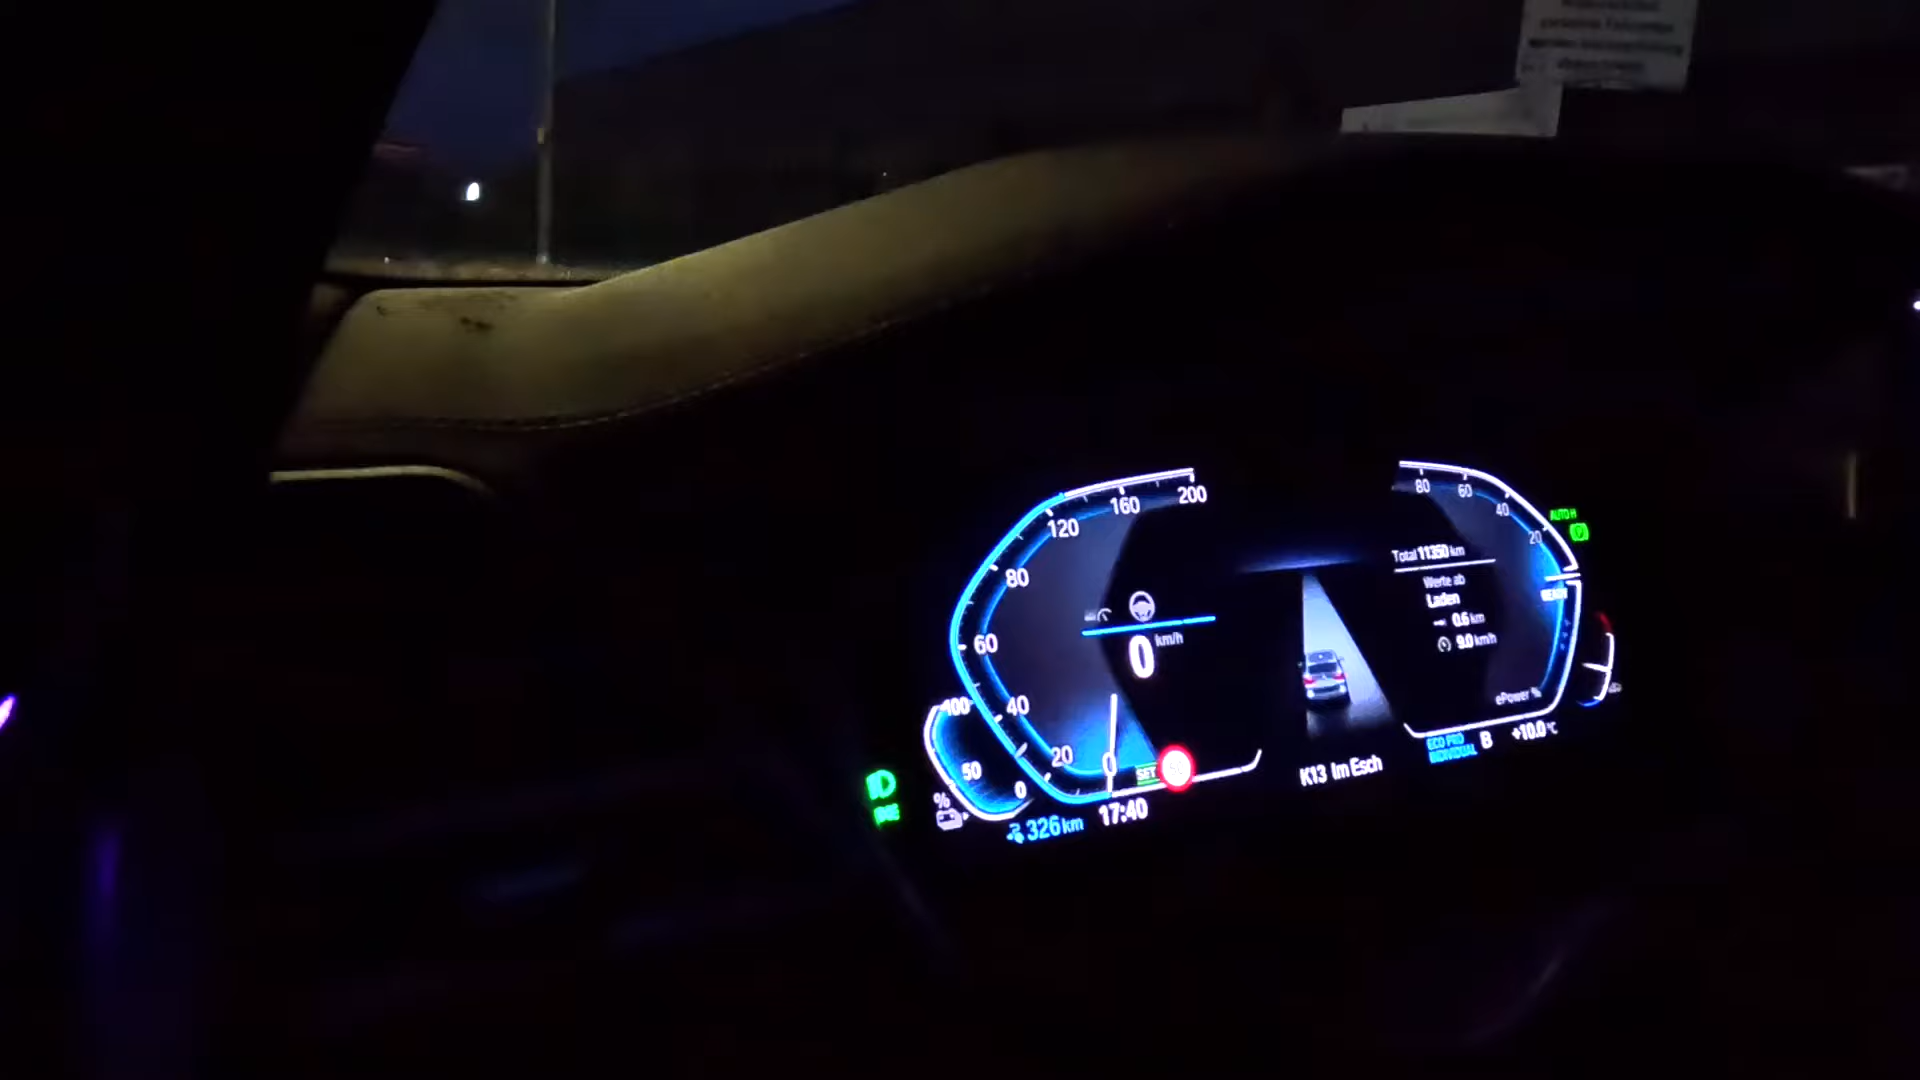 200
160
120
80
60
40
20
0
0
km/h
100
50
0
%
SET
326 km
17:40
K13 Im Esch
80
60
40
20
AUTO H
Total 11350 km
Werte ab
Laden
0.6 km
9.0 km/h
READY
ePower %
ECO PRO
INDIVIDUAL
B
+10.0 °C